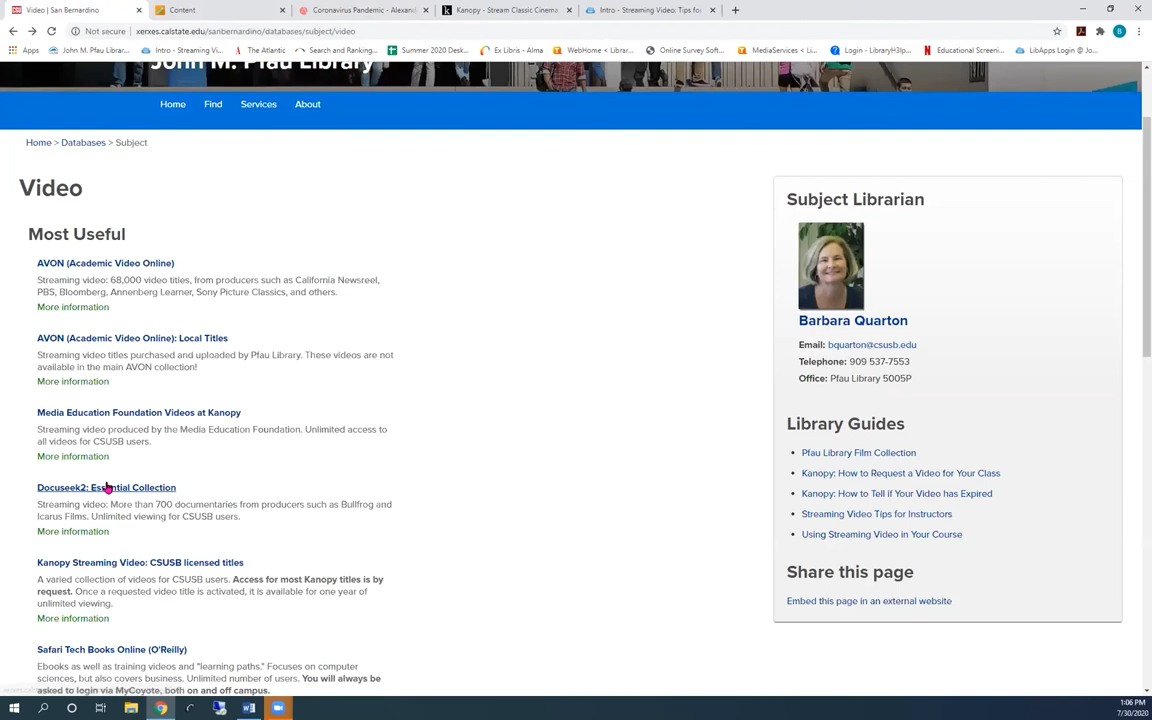 Video | San Bernardino
Content
Coronavirus Pandemic - Alexand
Kanopy - Stream Classic Cinema
Intro - Streaming Video: Tips for
Not secure | xerxes.calstate.edu/sanbernardino/databases/subject/video
Apps
John M. Pfau Librar...
Intro - Streaming Vi...
The Atlantic
Search and Ranking...
Summer 2020 Desk...
Ex Libris - Alma
WebHome < Librar...
Online Survey Soft...
MediaServices < Li...
Login - LibraryH3lp...
Educational Screeni...
LibApps Login @ Jo...
John M. Pfau Library
Home
Find
Services
About
Home > Databases > Subject
Video
Most Useful
AVON (Academic Video Online)
Streaming video: 68,000 video titles, from producers such as California Newsreel,
PBS, Bloomberg, Annenberg Learner, Sony Picture Classics, and others.
More information
AVON (Academic Video Online): Local Titles
Streaming video titles purchased and uploaded by Pfau Library. These videos are not
available in the main AVON collection!
More information
Media Education Foundation Videos at Kanopy
Streaming video produced by the Media Education Foundation. Unlimited access to
all videos for CSUSB users.
More information
Docuseek2: Essential Collection
Streaming video: More than 700 documentaries from producers such as Bullfrog and
Icarus Films. Unlimited viewing for CSUSB users.
More information
Kanopy Streaming Video: CSUSB licensed titles
A varied collection of videos for CSUSB users. Access for most Kanopy titles is by
request. Once a requested video title is activated, it is available for one year of
unlimited viewing.
More information
Safari Tech Books Online (O'Reilly)
Ebooks as well as training videos and "learning paths." Focuses on computer
sciences, but also covers business. Unlimited number of users. You will always be
asked to login via MyCoyote, both on and off campus.
Subject Librarian
Barbara Quarton
Email: bquarton@csusb.edu
Telephone: 909 537-7553
Office: Pfau Library 5005P
Library Guides
Pfau Library Film Collection
Kanopy: How to Request a Video for Your Class
Kanopy: How to Tell if Your Video has Expired
Streaming Video Tips for Instructors
Using Streaming Video in Your Course
Share this page
Embed this page in an external website
1:06 PM
7/30/2020